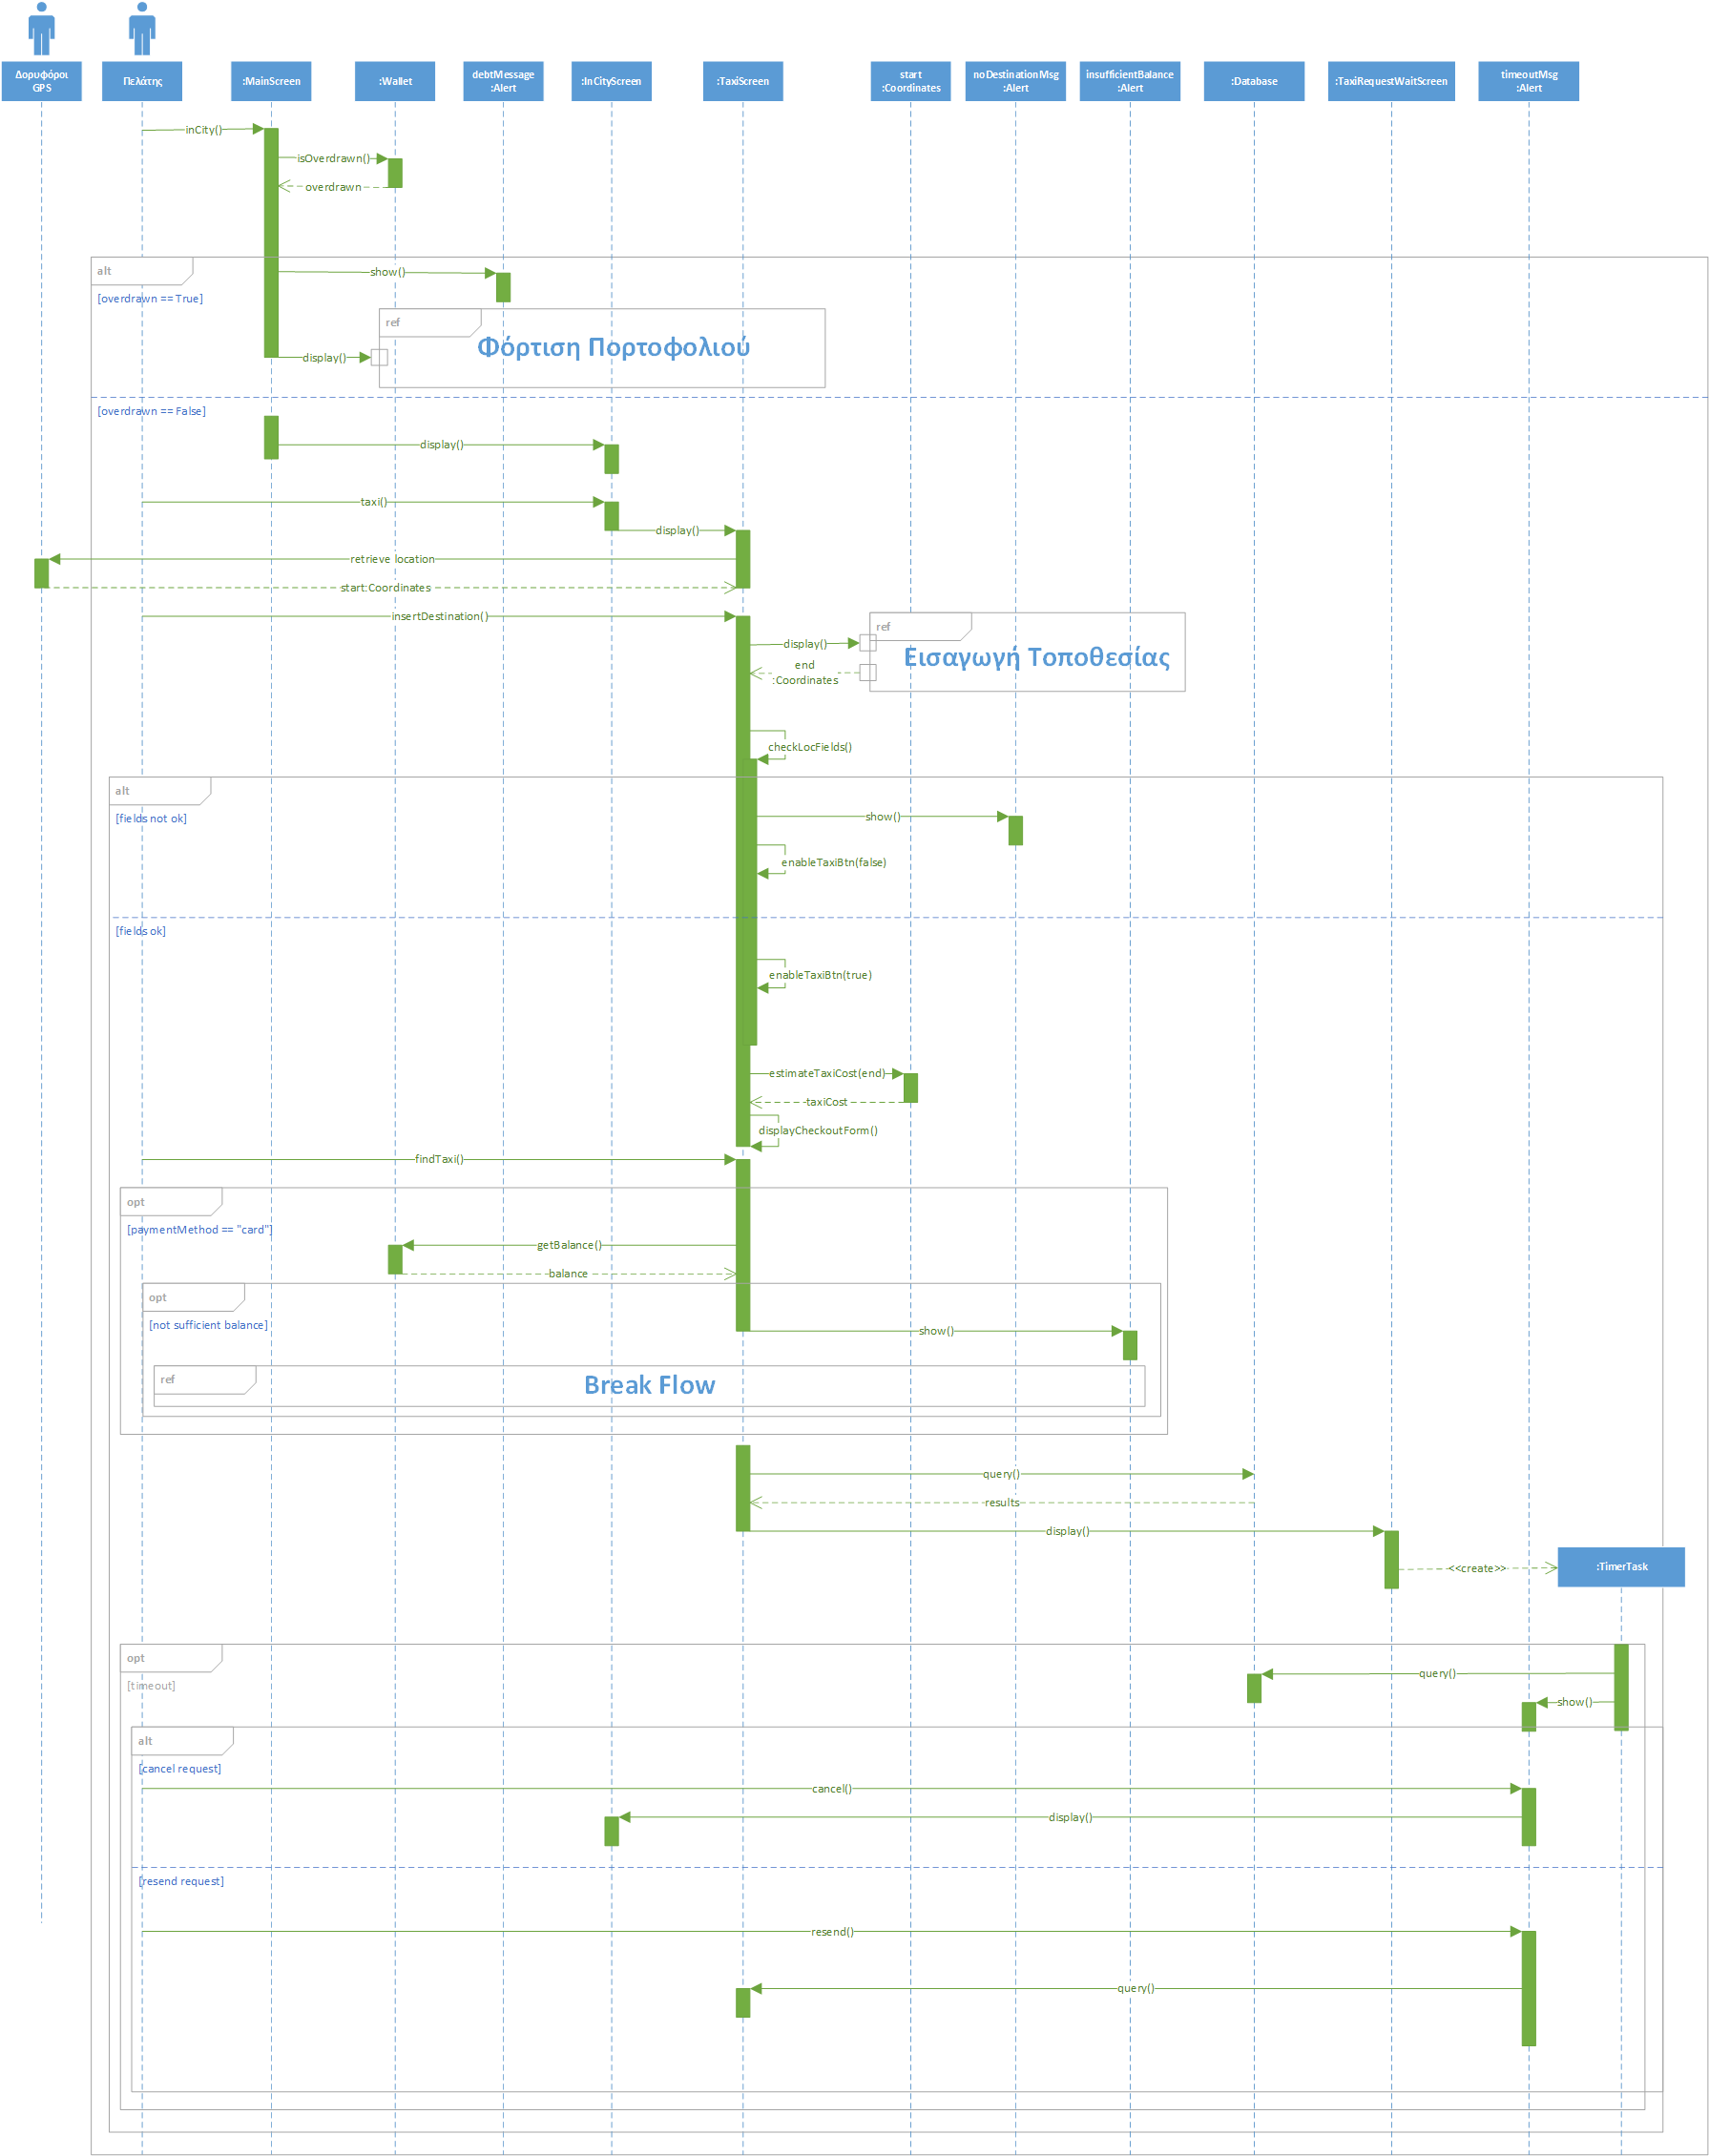 Δορυφόροι
GPS
Πελάτης
:MainScreen
:Wallet
debtMessage
:Alert
:InCityScreen
:TaxiScreen
start
:Coordinates
noDestinationMsg
:Alert
insufficientBalance
:Alert
:Database
:TaxiRequestWaitScreen
timeoutMsg
:Alert
inCity()
isOverdrawn()
overdrawn
alt
show()
[overdrawn == True]
ref
Φόρτιση Πορτοφολιού
display()
[overdrawn == False]
display()
taxi()
display()
retrieve location
start:Coordinates
insertDestination()
ref
display()
Εισαγωγή Τοποθεσίας
end
:Coordinates
checkLocFields()
alt
[fields not ok]
show()
enableTaxiBtn(false)
[fields ok]
enableTaxiBtn(true)
estimateTaxiCost(end)
taxiCost
displayCheckoutForm()
findTaxi()
opt
[paymentMethod == "card"]
getBalance()
balance
opt
[not sufficient balance]
show()
ref
Break Flow
query()
results
display()
<<create>>
:TimerTask
opt
[timeout]
query()
show()
alt
[cancel request]
cancel()
display()
[resend request]
resend()
query()